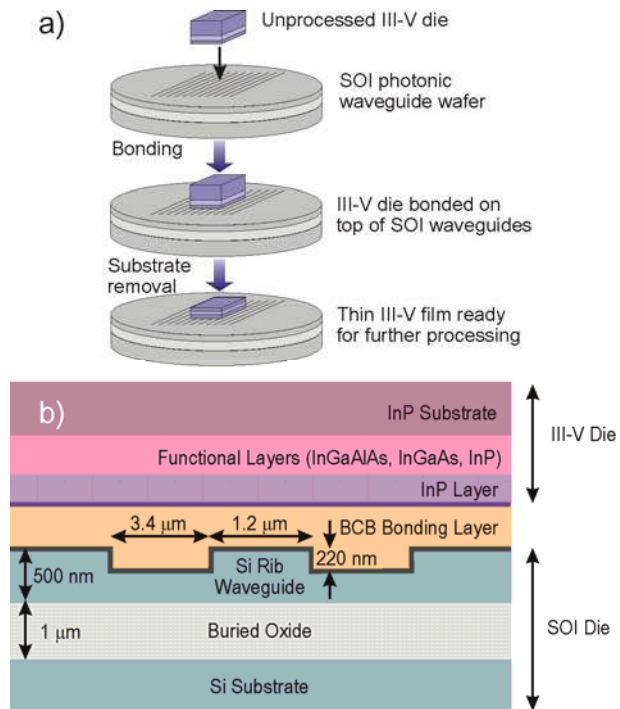 a)
Unprocessed III-V die
SOI photonic
waveguide wafer
Bonding
III-V die bonded on
top of SOI waveguides
Substrate
removal
Thin III-V film ready
for further processing
b)
InP Substrate
III-V Die
Functional Layers (InGaAlAs, InGaAs, InP)
InP Layer
3.4 μm
1.2 μm
BCB Bonding Layer
500 nm
Si Rib
Waveguide
220 nm
1 μm
Buried Oxide
SOI Die
Si Substrate